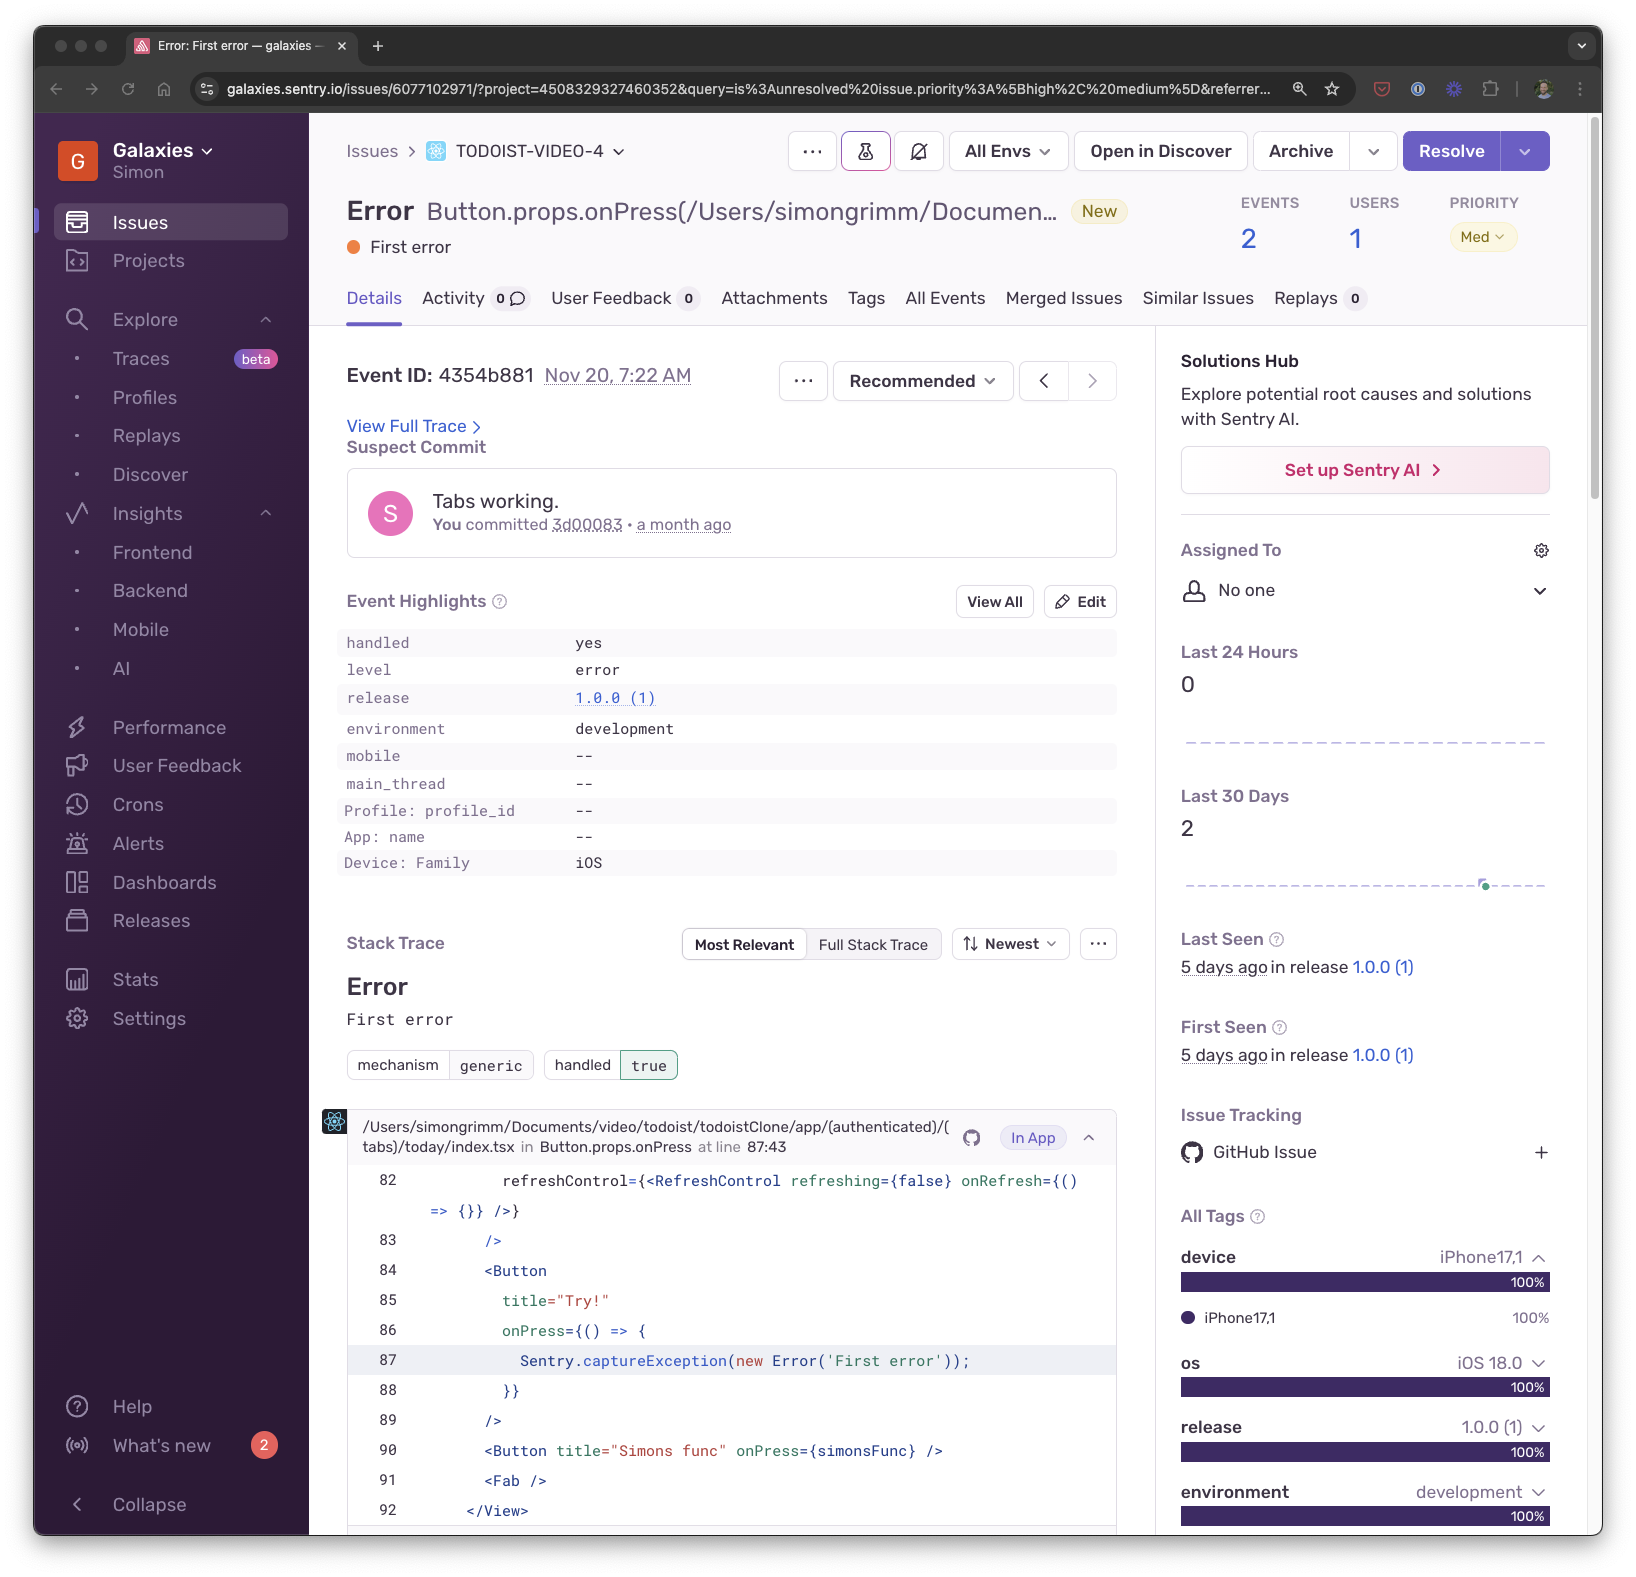 Error: First error — galaxies –
galaxies.sentry.io/issues/6077102971/?project=4508329327460352&query=is%3Aunresolved%20issue.priority%3A%5Bhigh%2C%20medium%5D&referrer...
G
Galaxies
Simon
Issues
Projects
Explore
Traces beta
Profiles
Replays
Discover
Insights
Frontend
Backend
Mobile
AI
Performance
User Feedback
Crons
Alerts
Dashboards
Releases
Stats
Settings
Help
What's new 2
Collapse
Issues > TODOIST-VIDEO-4
All Envs
Open in Discover
Archive
Resolve
Error Button.props.onPress(/Users/simongrimm/Documen... New
First error
EVENTS
2
USERS
1
PRIORITY
Med
Details Activity 0 User Feedback 0 Attachments Tags All Events Merged Issues Similar Issues Replays 0
Event ID: 4354b881 Nov 20, 7:22 AM
Recommended
View Full Trace >
Suspect Commit
S
Tabs working.
You committed 3d00083 • a month ago
Event Highlights ?
View All
Edit
handled yes
level error
release 1.0.0 (1)
environment development
mobile --
main_thread --
Profile: profile_id --
App: name --
Device: Family iOS
Stack Trace
Most Relevant Full Stack Trace Newest
Error
First error
mechanism generic handled true
/Users/simongrimm/Documents/video/todoist/todoistClone/app/(authenticated)/(
tabs)/today/index.tsx in Button.props.onPress at line 87:43
In App
82 refreshControl={<RefreshControl refreshing={false} onRefresh={()
=> {}} />}
83 />
84 <Button
85 title="Try!"
86 onPress={() => {
87 Sentry.captureException(new Error('First error'));
88 }}
89 />
90 <Button title="Simons func" onPress={simonsFunc} />
91 <Fab />
92 </View>
Solutions Hub
Explore potential root causes and solutions
with Sentry AI.
Set up Sentry AI >
Assigned To
No one
Last 24 Hours
0
Last 30 Days
2
Last Seen ?
5 days ago in release 1.0.0 (1)
First Seen ?
5 days ago in release 1.0.0 (1)
Issue Tracking
GitHub Issue +
All Tags ?
device iPhone17,1
100%
iPhone17,1 100%
os iOS 18.0
100%
release 1.0.0 (1)
100%
environment development
100%